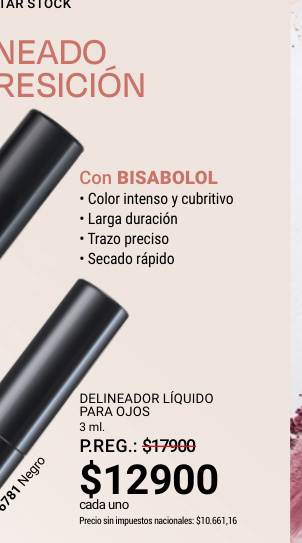 TAR STOCK
NEADO
RESICIÓN
Con BISABOLOL
• Color intenso y cubritivo
• Larga duración
• Trazo preciso
• Secado rápido
DELINEADOR LÍQUIDO
PARA OJOS
3 ml.
P.REG.: $17900
$12900
cada uno
Precio sin impuestos nacionales: $10.661,16
6781 Negro